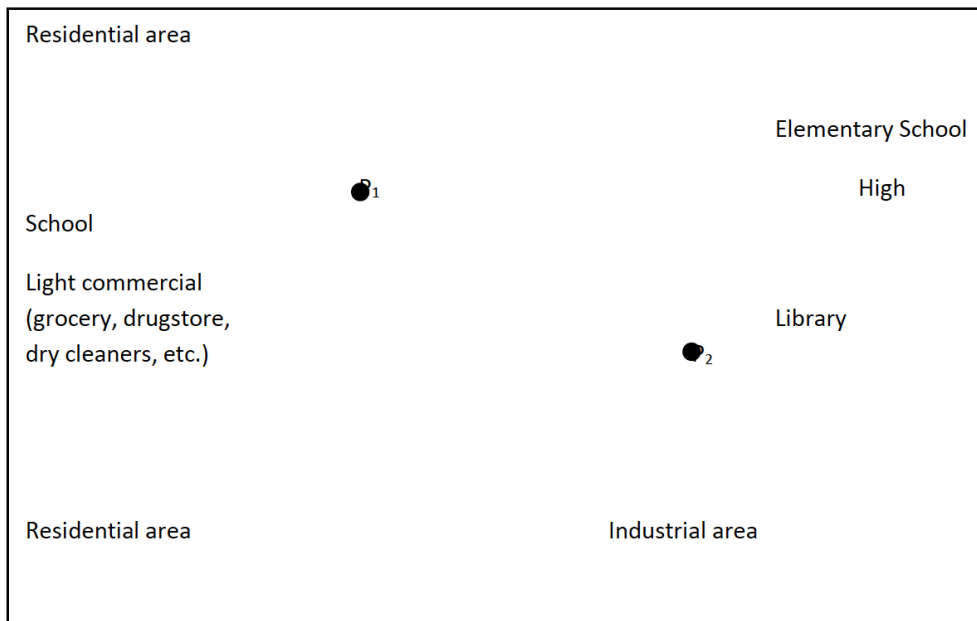 Residential area
Elementary School
P₁
High
School
Light commercial
(grocery, drugstore,
Library
dry cleaners, etc.)
P₂
Residential area
Industrial area